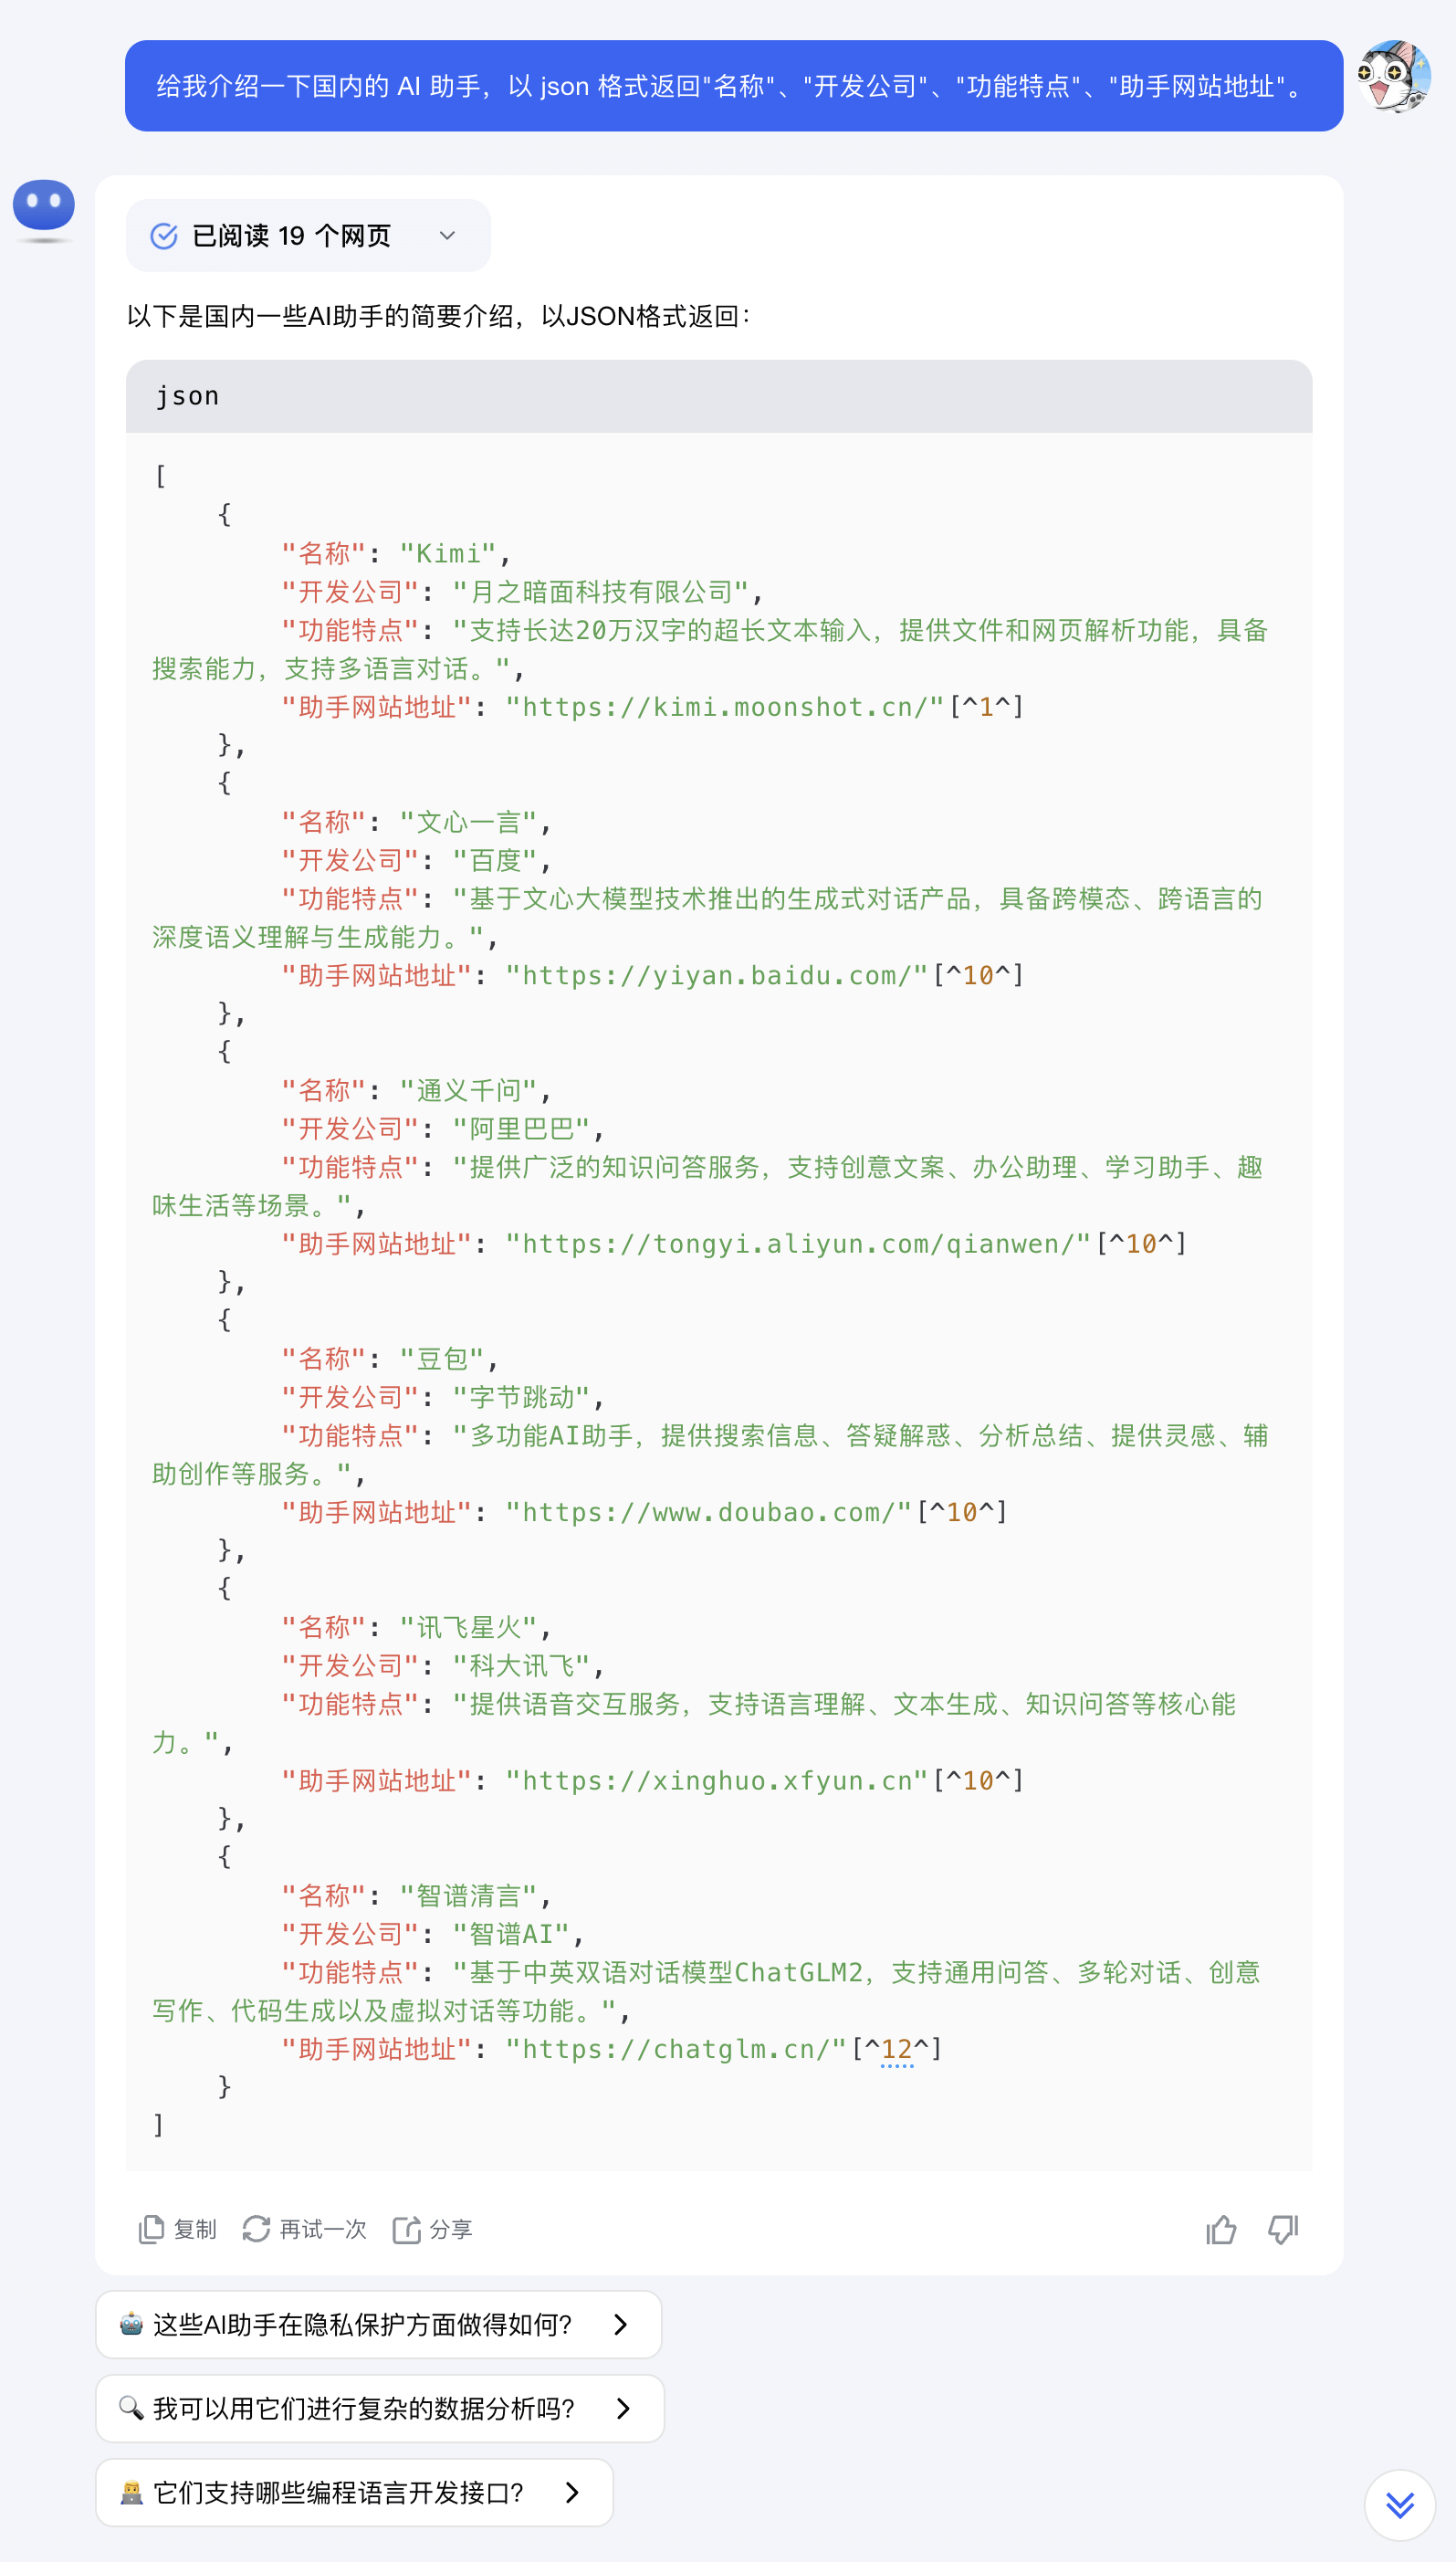 给我介绍一下国内的 AI 助手，以 json 格式返回"名称"、"开发公司"、"功能特点"、"助手网站地址"。
已阅读 19 个网页
以下是国内一些AI助手的简要介绍，以JSON格式返回：
json
[
{
"名称": "Kimi",
"开发公司": "月之暗面科技有限公司",
"功能特点": "支持长达20万汉字的超长文本输入，提供文件和网页解析功能，具备
搜索能力，支持多语言对话。",
"助手网站地址": "https://kimi.moonshot.cn/"[^1^]
},
{
"名称": "文心一言",
"开发公司": "百度",
"功能特点": "基于文心大模型技术推出的生成式对话产品，具备跨模态、跨语言的
深度语义理解与生成能力。",
"助手网站地址": "https://yiyan.baidu.com/"[^10^]
},
{
"名称": "通义千问",
"开发公司": "阿里巴巴",
"功能特点": "提供广泛的知识问答服务，支持创意文案、办公助理、学习助手、趣
味生活等场景。",
"助手网站地址": "https://tongyi.aliyun.com/qianwen/"[^10^]
},
{
"名称": "豆包",
"开发公司": "字节跳动",
"功能特点": "多功能AI助手，提供搜索信息、答疑解惑、分析总结、提供灵感、辅
助创作等服务。",
"助手网站地址": "https://www.doubao.com/"[^10^]
},
{
"名称": "讯飞星火",
"开发公司": "科大讯飞",
"功能特点": "提供语音交互服务，支持语言理解、文本生成、知识问答等核心能
力。",
"助手网站地址": "https://xinghuo.xfyun.cn"[^10^]
},
{
"名称": "智谱清言",
"开发公司": "智谱AI",
"功能特点": "基于中英双语对话模型ChatGLM2，支持通用问答、多轮对话、创意
写作、代码生成以及虚拟对话等功能。",
"助手网站地址": "https://chatglm.cn/"[^12^]
}
]
复制 再试一次 分享
这些AI助手在隐私保护方面做得如何?
我可以用它们进行复杂的数据分析吗?
它们支持哪些编程语言开发接口?